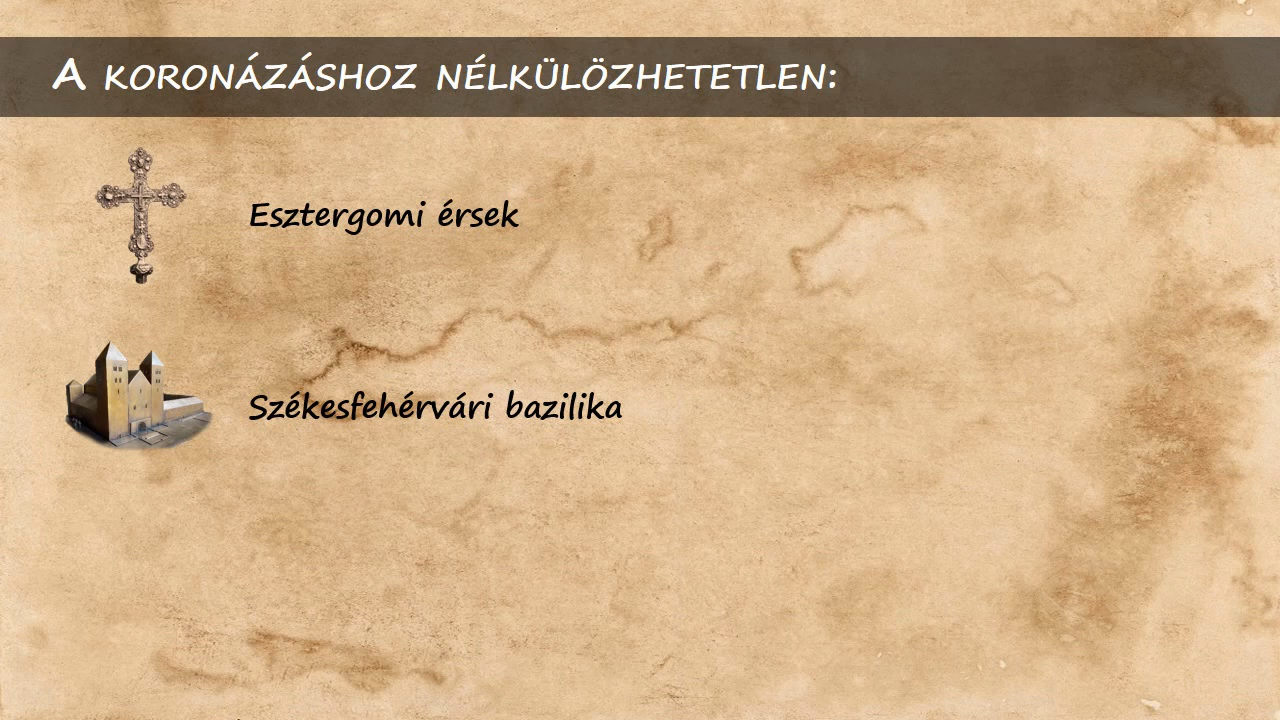 A KORONÁZÁSHOZ NÉLKÜLÖZHETETLEN:
Esztergomi érsek
Székesfehérvári bazilika